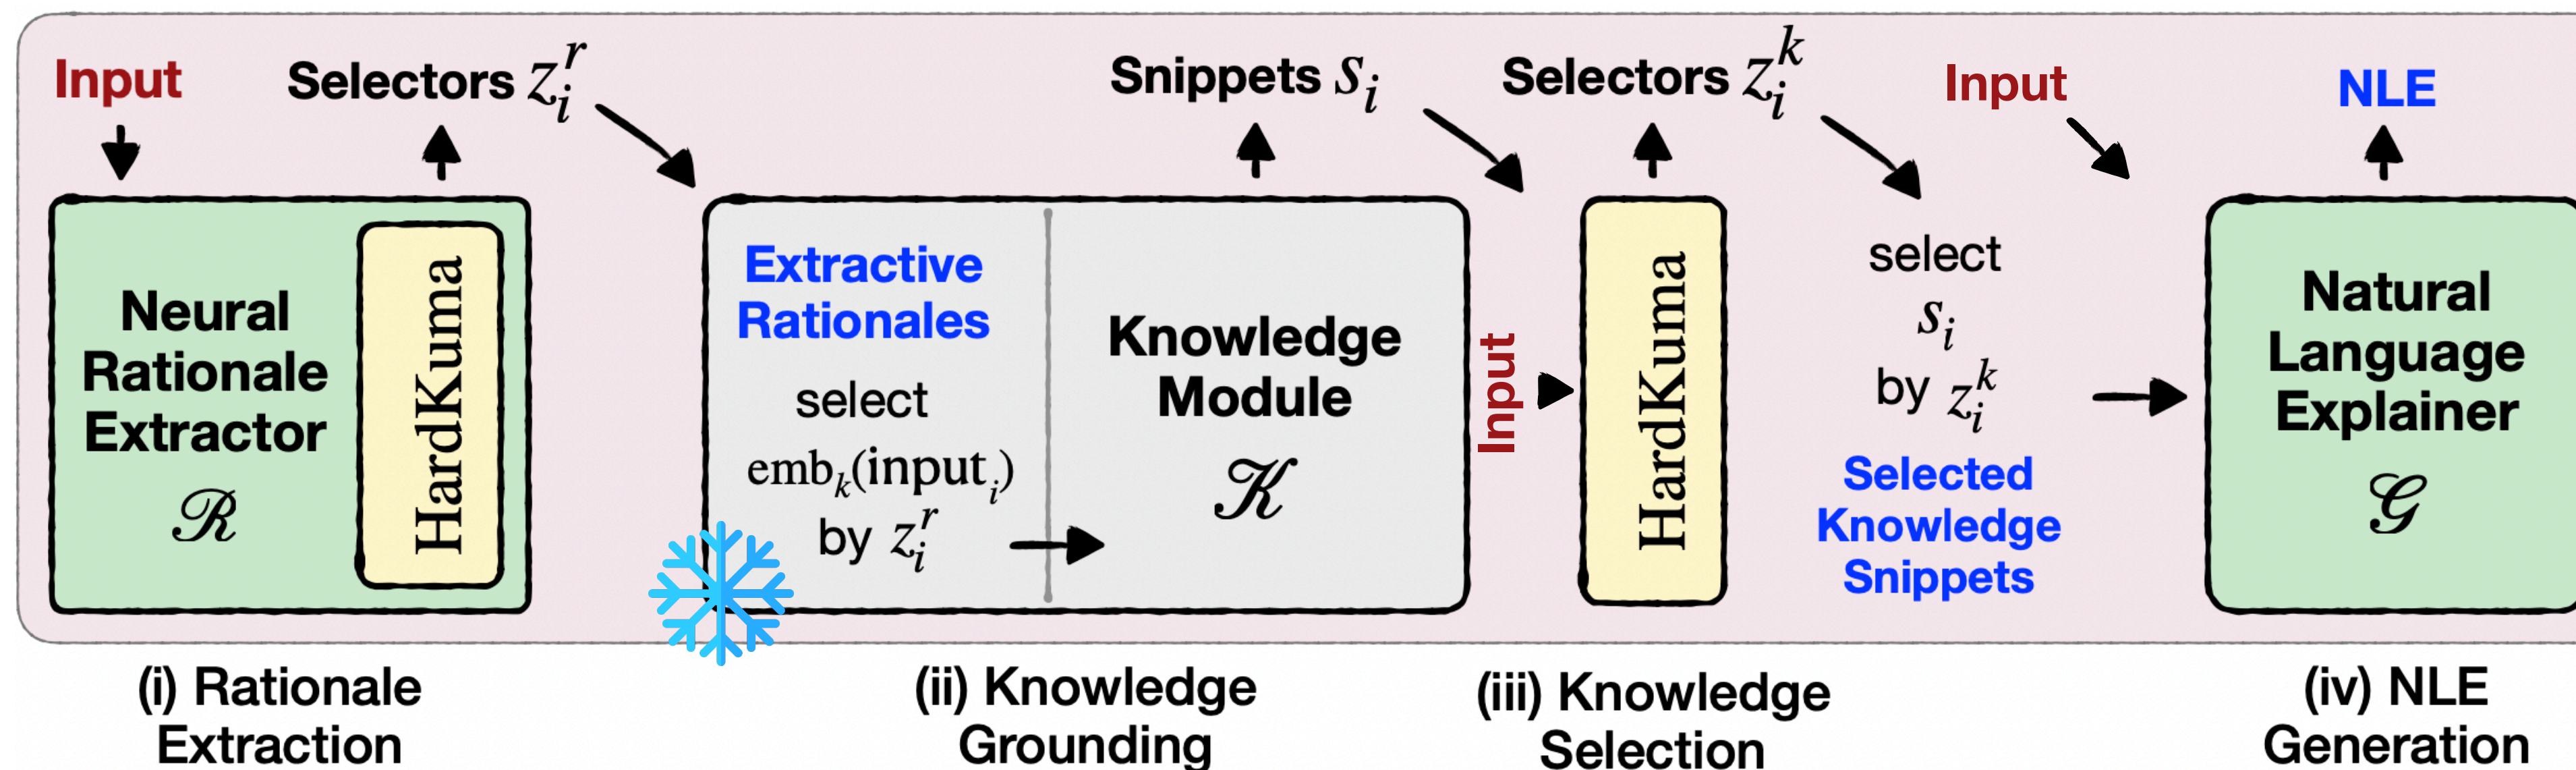 Input
Selectors z_i^r
Snippets s_i
Selectors z_i^k
Input
NLE
Neural
Rationale
Extractor
ℛ
HardKuma
Extractive
Rationales
select
emb_k(input_i)
by z_i^r
Knowledge
Module
𝒦
Input
HardKuma
select
s_i
by z_i^k
Selected
Knowledge
Snippets
Natural
Language
Explainer
𝒢
(i) Rationale
Extraction
(ii) Knowledge
Grounding
(iii) Knowledge
Selection
(iv) NLE
Generation